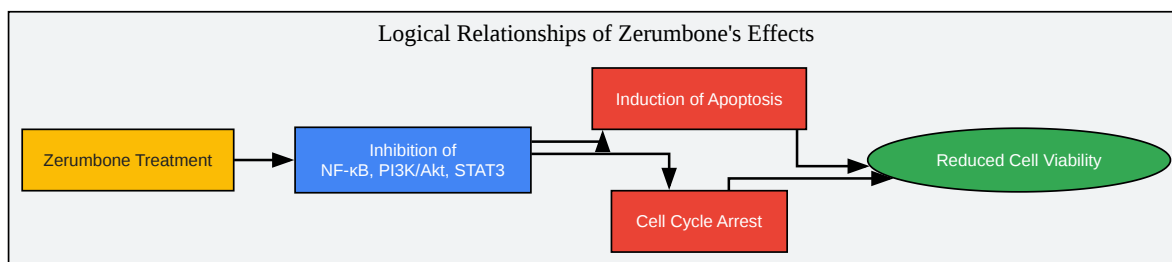 Logical Relationships of Zerumbone's Effects
Zerumbone Treatment
Inhibition of
NF-κB, PI3K/Akt, STAT3
Induction of Apoptosis
Cell Cycle Arrest
Reduced Cell Viability